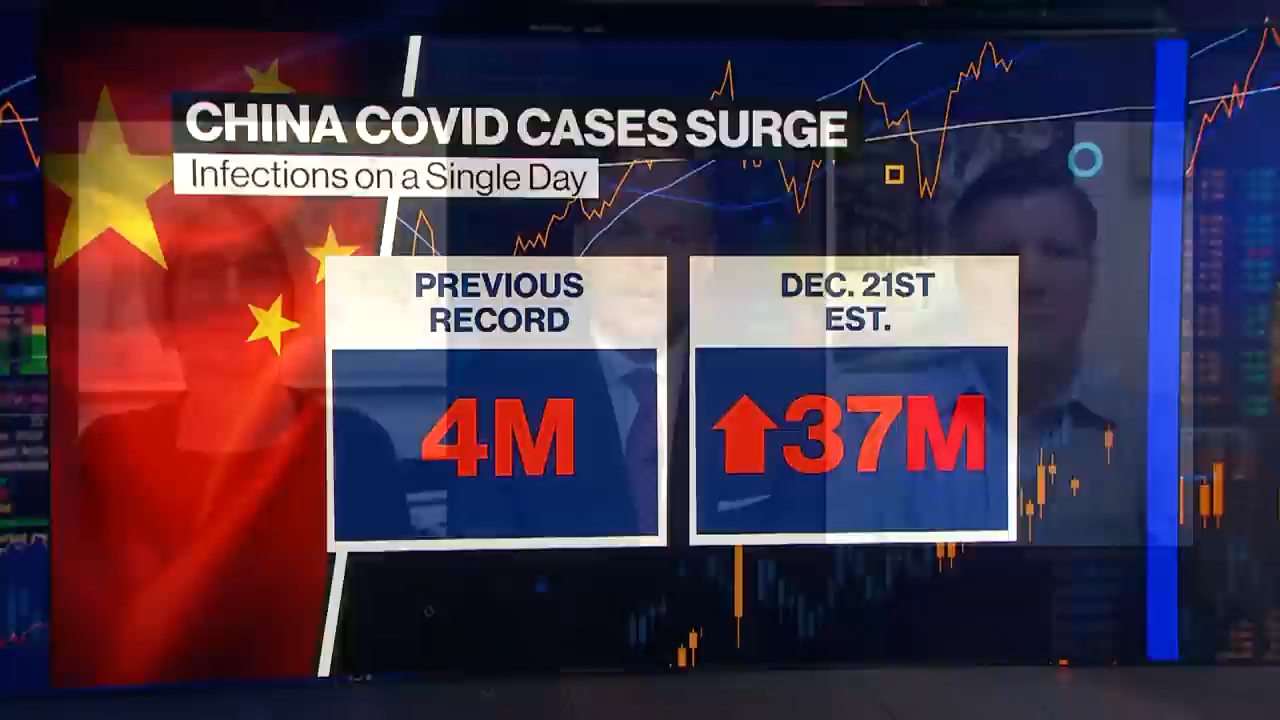 CHINA COVID CASES SURGE
Infections on a Single Day
PREVIOUS
RECORD
4M
DEC. 21ST
EST.
37M